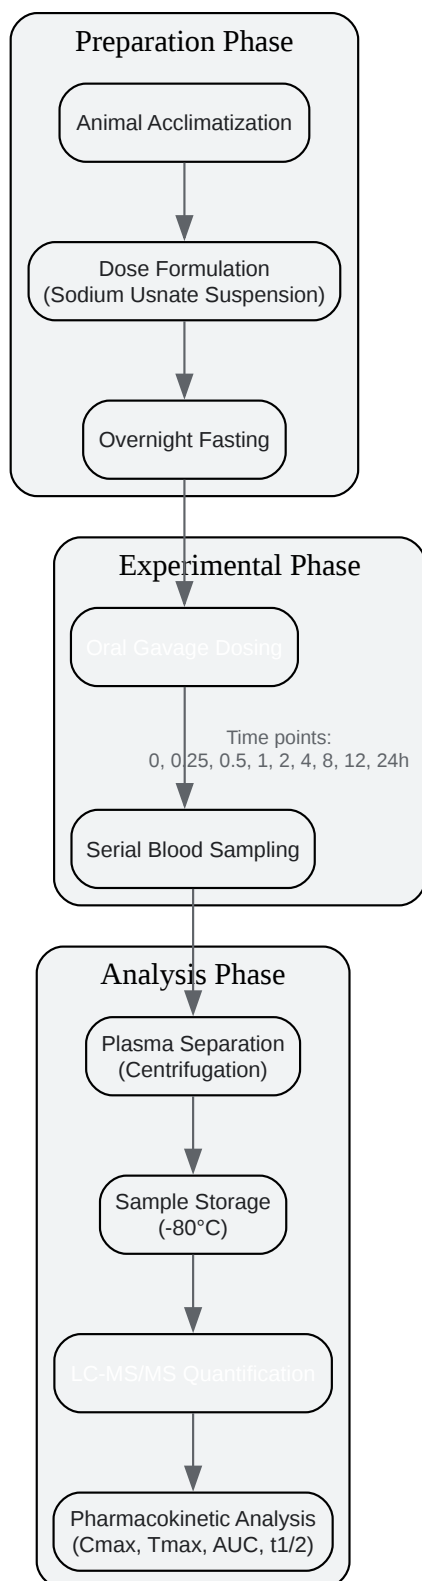 Preparation Phase
Animal Acclimatization
Dose Formulation
(Sodium Usnate Suspension)
Overnight Fasting
Experimental Phase
Oral Gavage Dosing
Time points:
0, 0.25, 0.5, 1, 2, 4, 8, 12, 24h
Serial Blood Sampling
Analysis Phase
Plasma Separation
(Centrifugation)
Sample Storage
(-80°C)
LC-MS/MS Quantification
Pharmacokinetic Analysis
(Cmax, Tmax, AUC, t1/2)